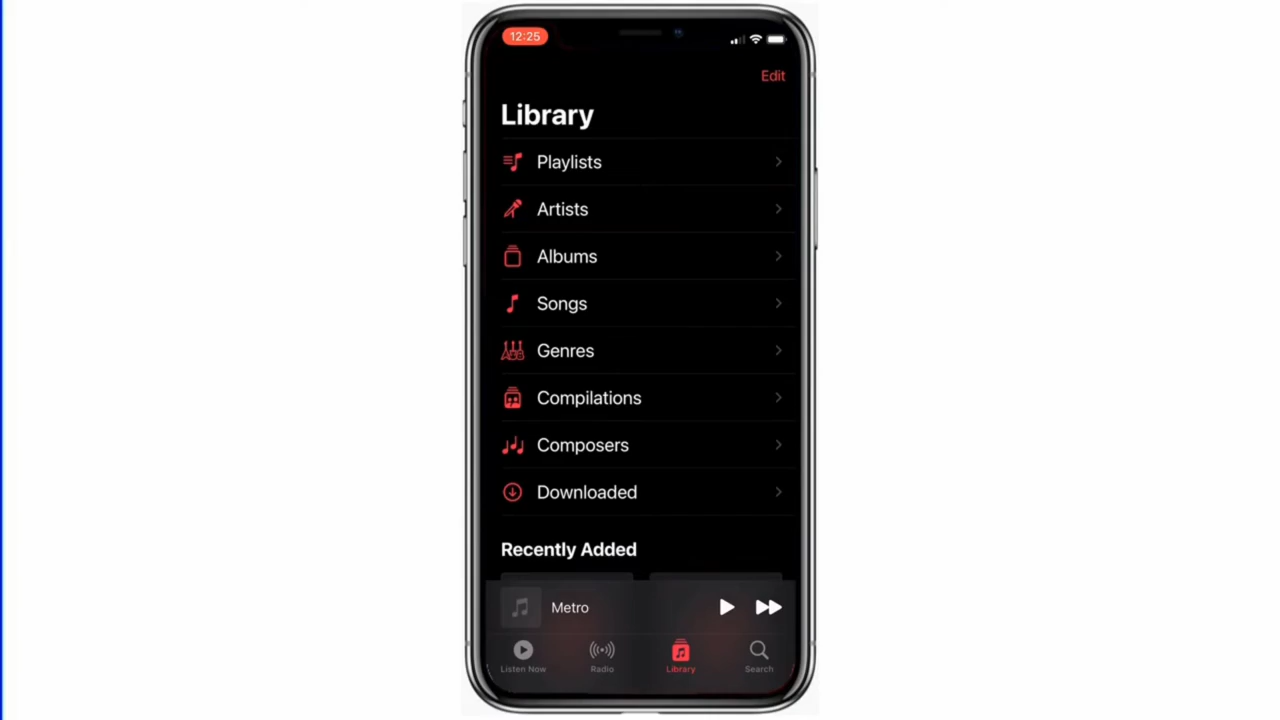 12:25
Edit
Library
Playlists
Artists
Albums
Songs
Genres
Compilations
Composers
Downloaded
Recently Added
Metro
Listen Now
Radio
Library
Search